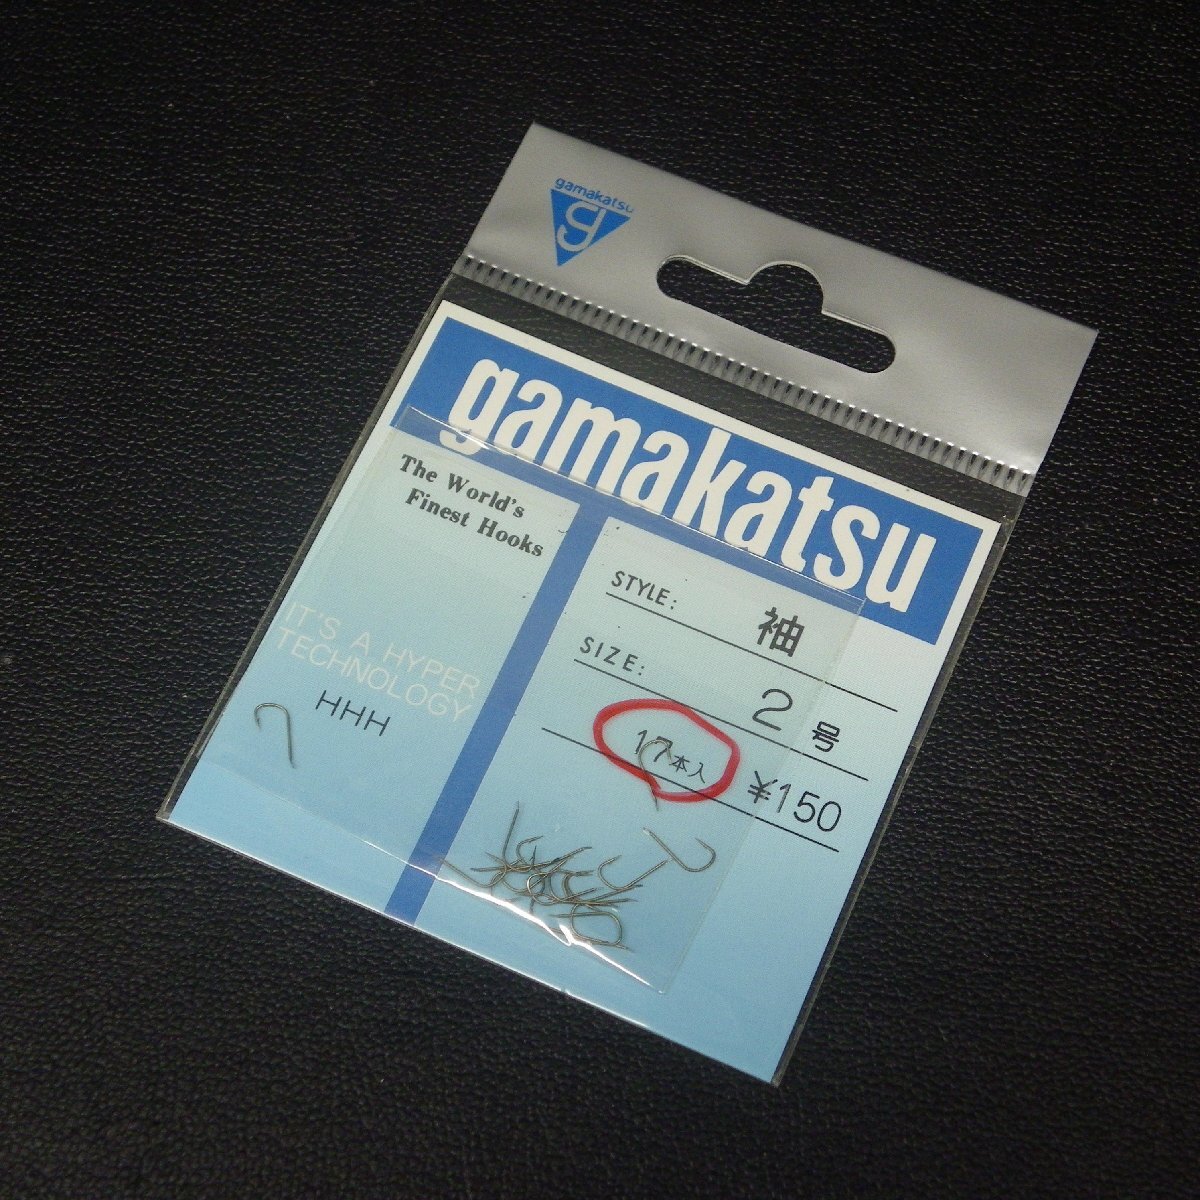 gamakatsu
g
gamakatsu
The World's
Finest Hooks
IT'S A HYPER
TECHNOLOGY
HHH
STYLE: 袖
SIZE: 2号
17本入 ¥150